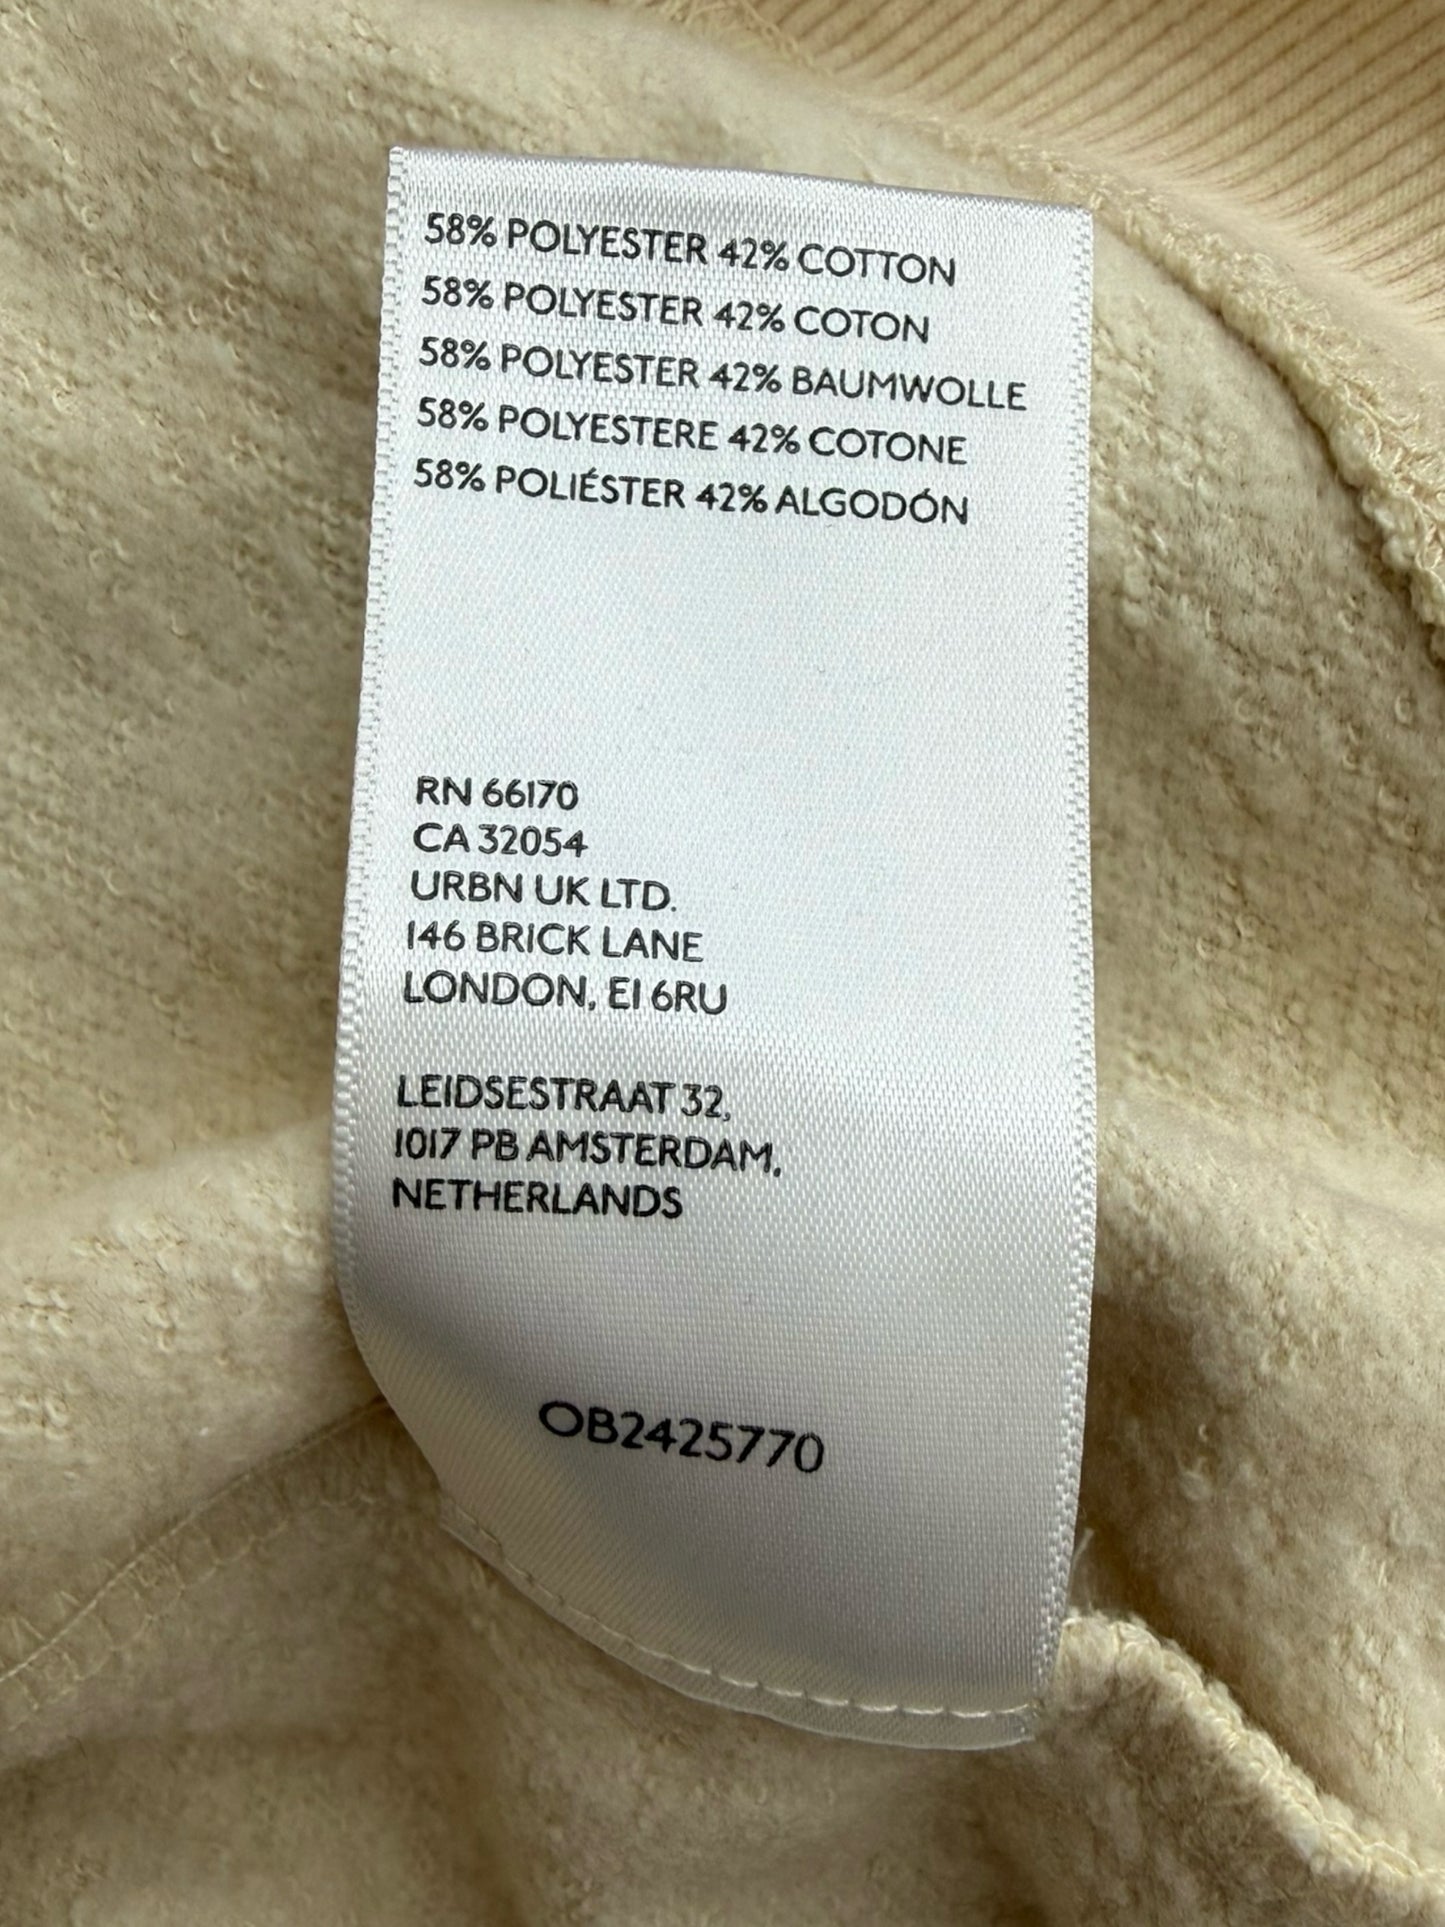 58% POLYESTER 42% COTTON
58% POLYESTER 42% COTON
58% POLYESTER 42% BAUMWOLLE
58% POLYESTERE 42% COTONE
58% POLIÉSTER 42% ALGODÓN
RN 66170
CA 32054
URBN UK LTD.
146 BRICK LANE
LONDON, E1 6RU
LEIDSESTRAAT 32,
1017 PB AMSTERDAM,
NETHERLANDS
OB2425770